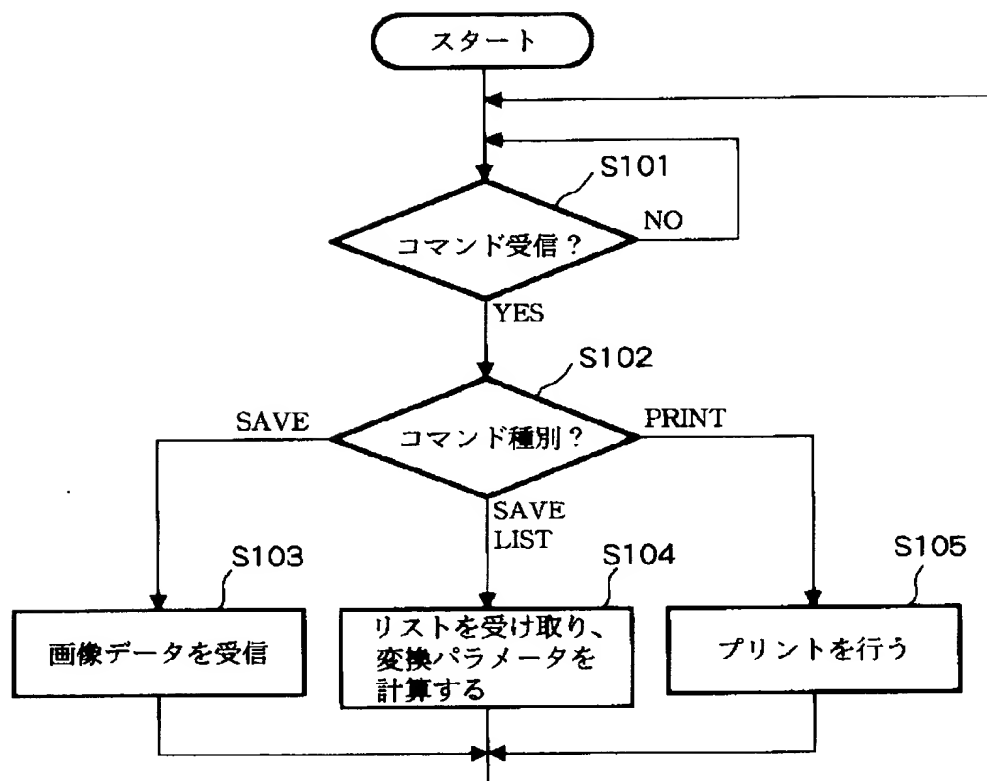 スタート
S101
コマンド受信？
NO
YES
S102
SAVE
コマンド種別？
PRINT
SAVE
LIST
S103
S104
S105
画像データを受信
リストを受け取り、
変換パラメータを
計算する
プリントを行う